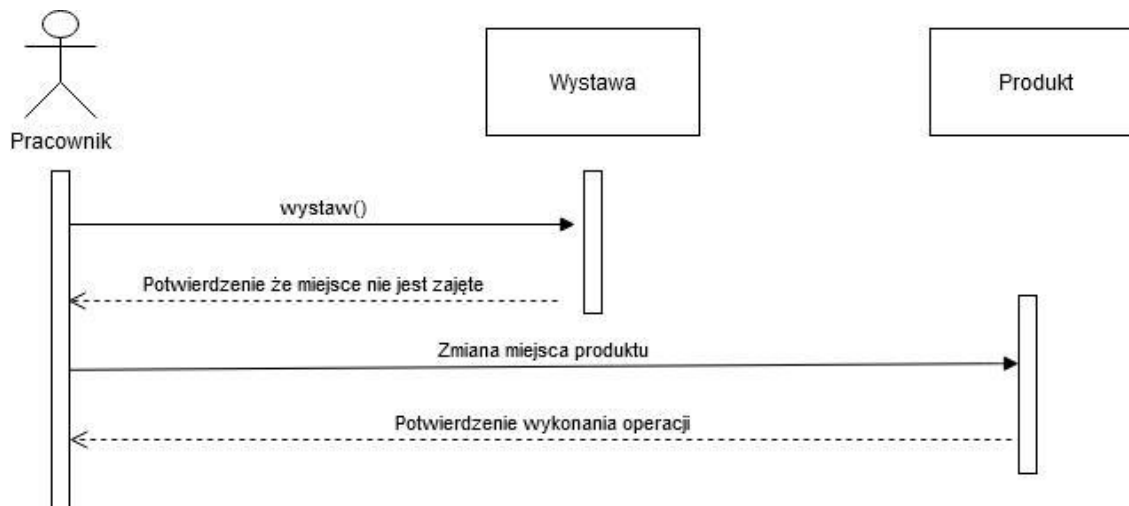 Wystawa
Produkt
Pracownik
wystaw()
Potwierdzenie że miejsce nie jest zajęte
Zmiana miejsca produktu
Potwierdzenie wykonania operacji